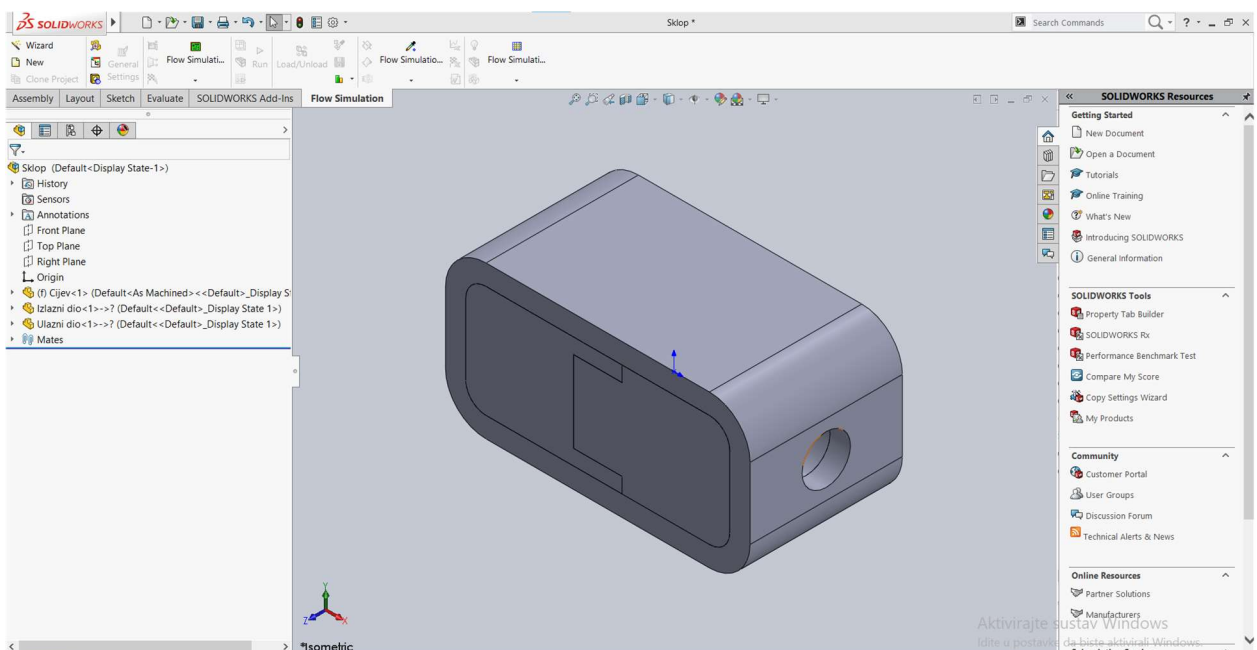 SOLIDWORKS
Sklop *
Search Commands
Wizard
New
Clone Project
General
Settings
Flow Simulati...
Run
Load/Unload
Flow Simulatio...
Flow Simulati...
Assembly Layout Sketch Evaluate SOLIDWORKS Add-Ins Flow Simulation
Sklop (Default<Display State-1>)
History
Sensors
Annotations
Front Plane
Top Plane
Right Plane
Origin
(f) Cijev<1> (Default<As Machined><<Default>_Display S
Izlazni dio<1>->? (Default<<Default>_Display State 1>)
Ulazni dio<1>->? (Default<<Default>_Display State 1>)
Mates
Y
Z
X
*Isometric
SOLIDWORKS Resources
Getting Started
New Document
Open a Document
Tutorials
Online Training
What's New
Introducing SOLIDWORKS
General Information
SOLIDWORKS Tools
Property Tab Builder
SOLIDWORKS Rx
Performance Benchmark Test
Compare My Score
Copy Settings Wizard
My Products
Community
Customer Portal
User Groups
Discussion Forum
Technical Alerts & News
Online Resources
Partner Solutions
Manufacturers
Aktivirajte sustav Windows
Idite u postavke da biste aktivirali Windows.